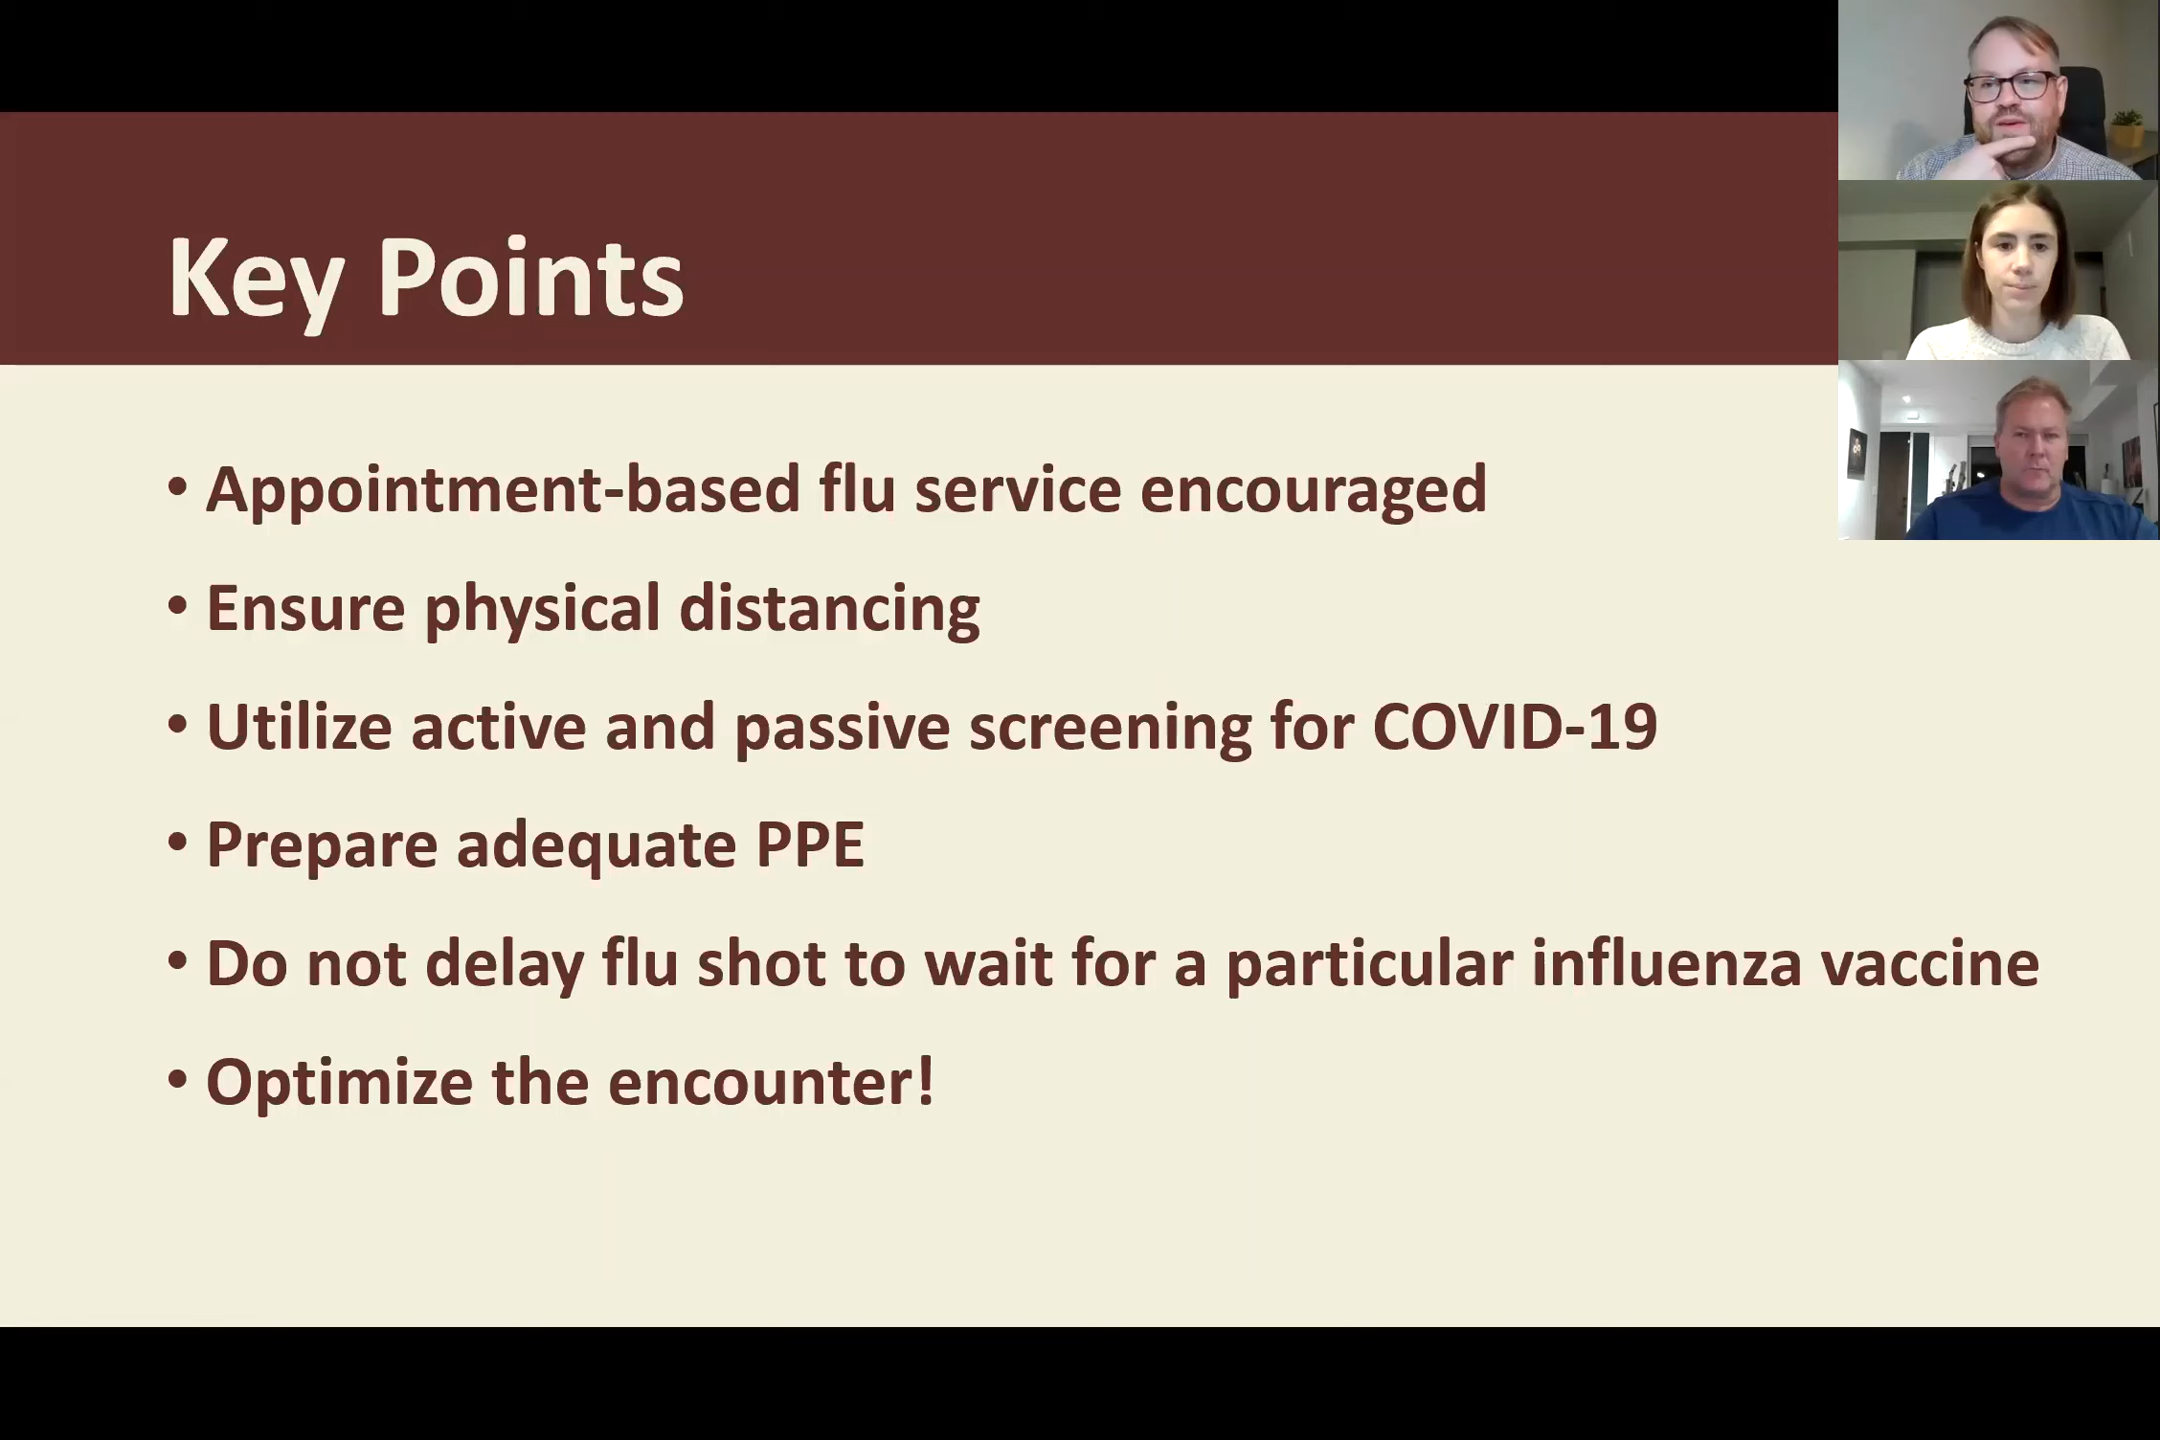 Key Points
• Appointment-based flu service encouraged
• Ensure physical distancing
• Utilize active and passive screening for COVID-19
• Prepare adequate PPE
• Do not delay flu shot to wait for a particular influenza vaccine
• Optimize the encounter!